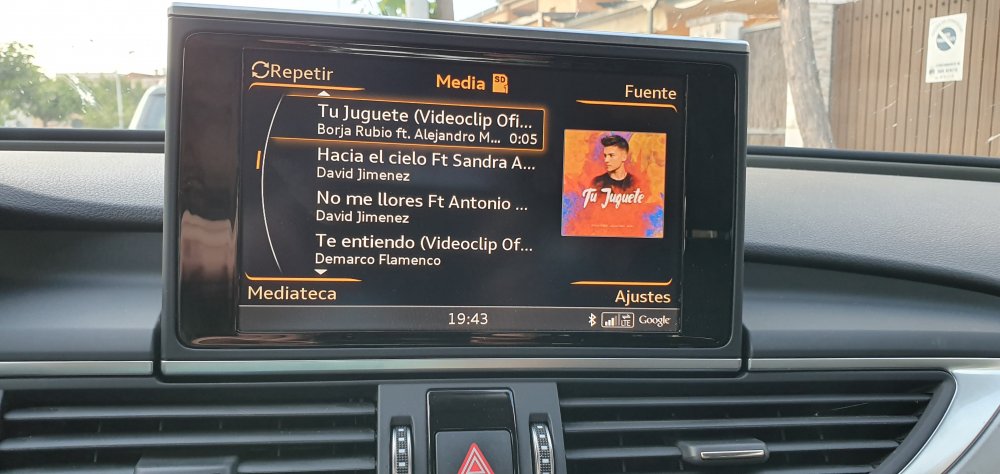 Repetir
Media SD
Fuente
Tu Juguete (Videoclip Ofi...
Borja Rubio ft. Alejandro M... 0:05
Hacia el cielo Ft Sandra A...
David Jimenez
No me llores Ft Antonio ...
David Jimenez
Te entiendo (Videoclip Of...
Demarco Flamenco
Tu Juguete
Mediateca
Ajustes
19:43
LTE
Google